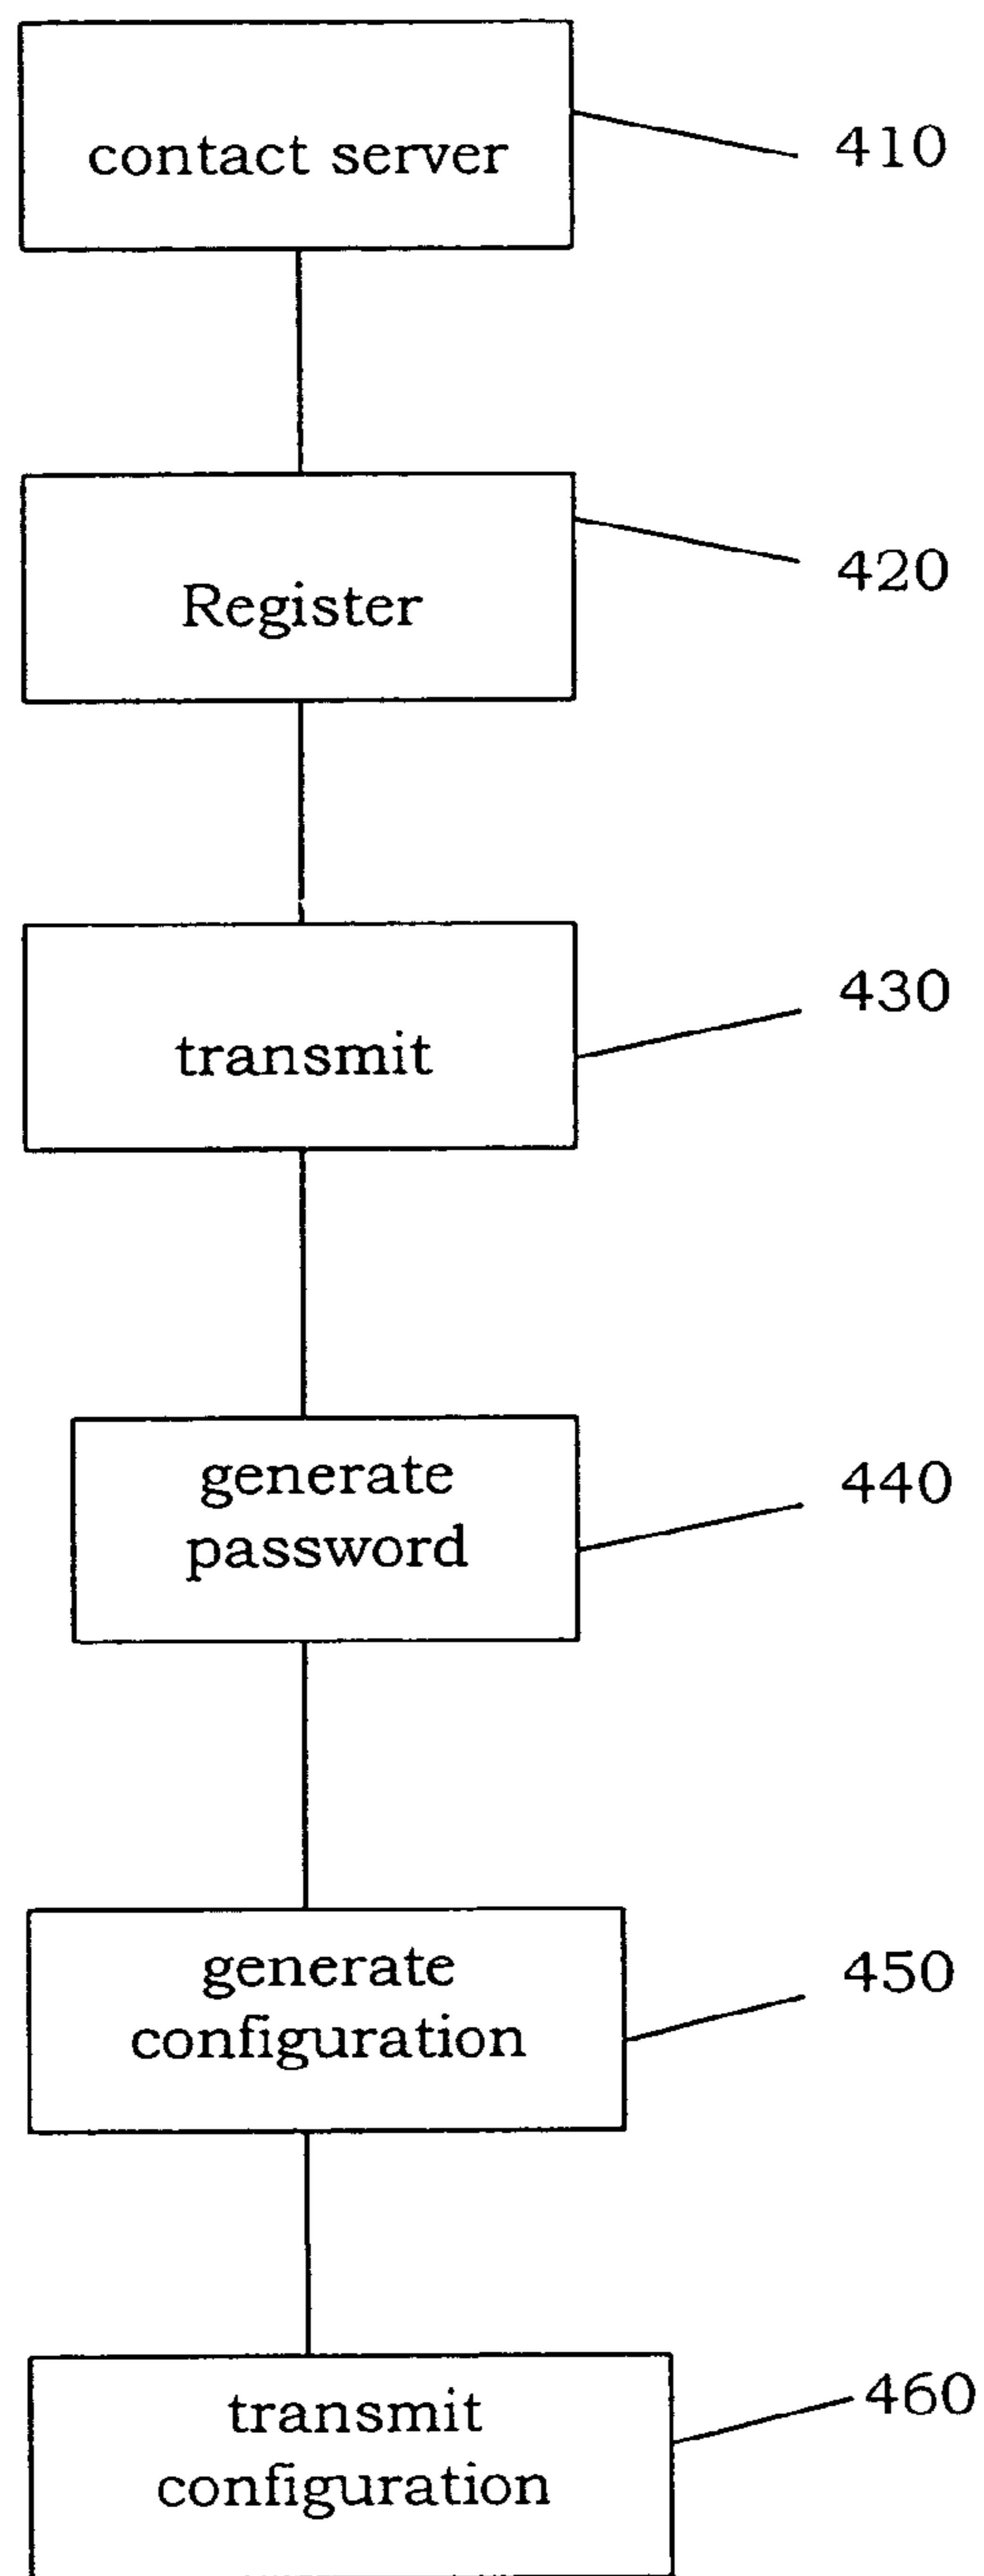 contact server
410
Register
420
transmit
430
generate
password
440
generate
configuration
450
transmit
configuration
460